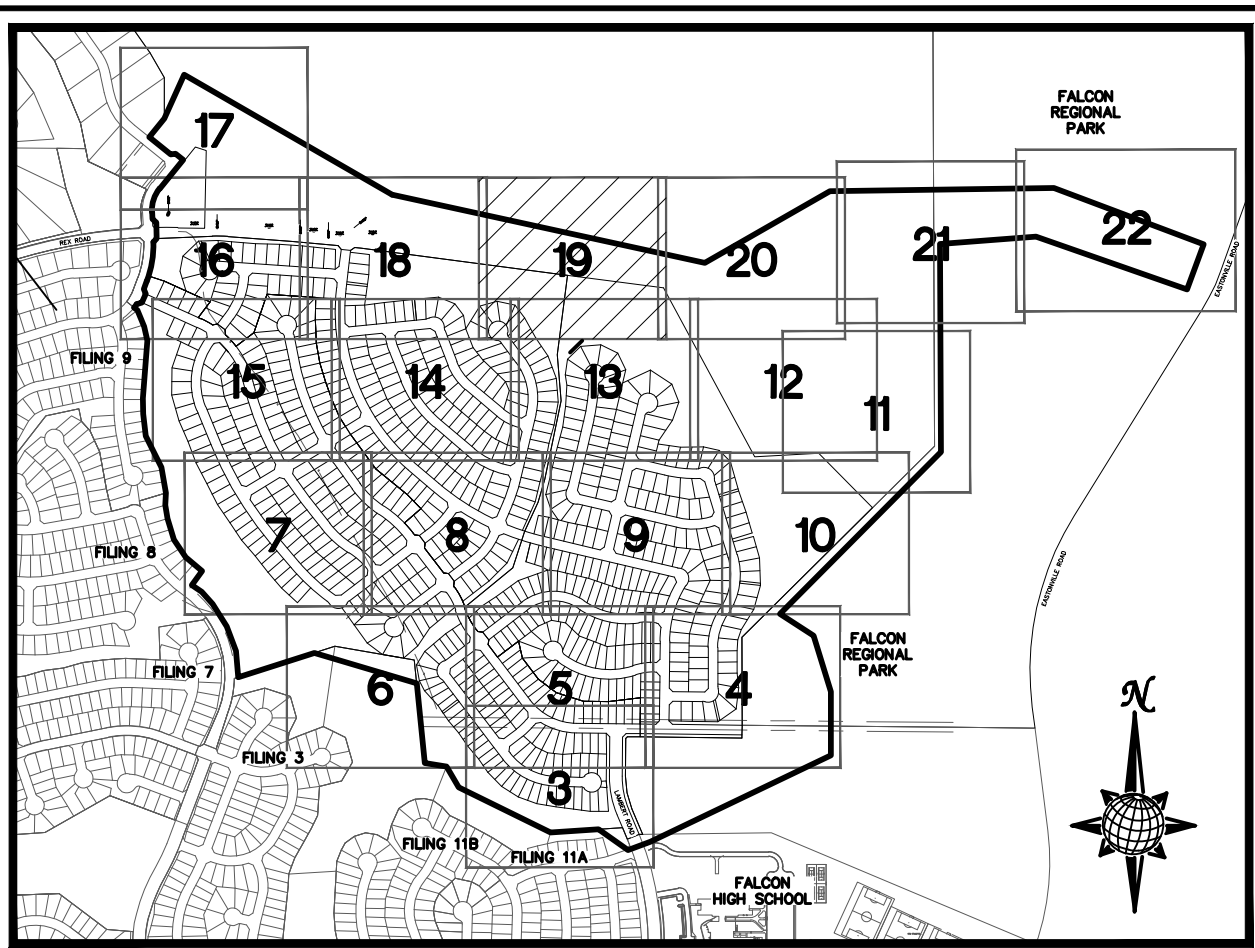 FALCON
REGIONAL
PARK
17
22
REX ROAD
21
16
18
19
20
EASTONVILLE ROAD
FILING 9
15
14
13
12
11
FILING 8
7
8
9
10
EASTONVILLE ROAD
FALCON
REGIONAL
PARK
FILING 7
6
5
4
N
FILING 3
3
LAMBERT ROAD
FILING 11B
FILING 11A
FALCON
HIGH SCHOOL